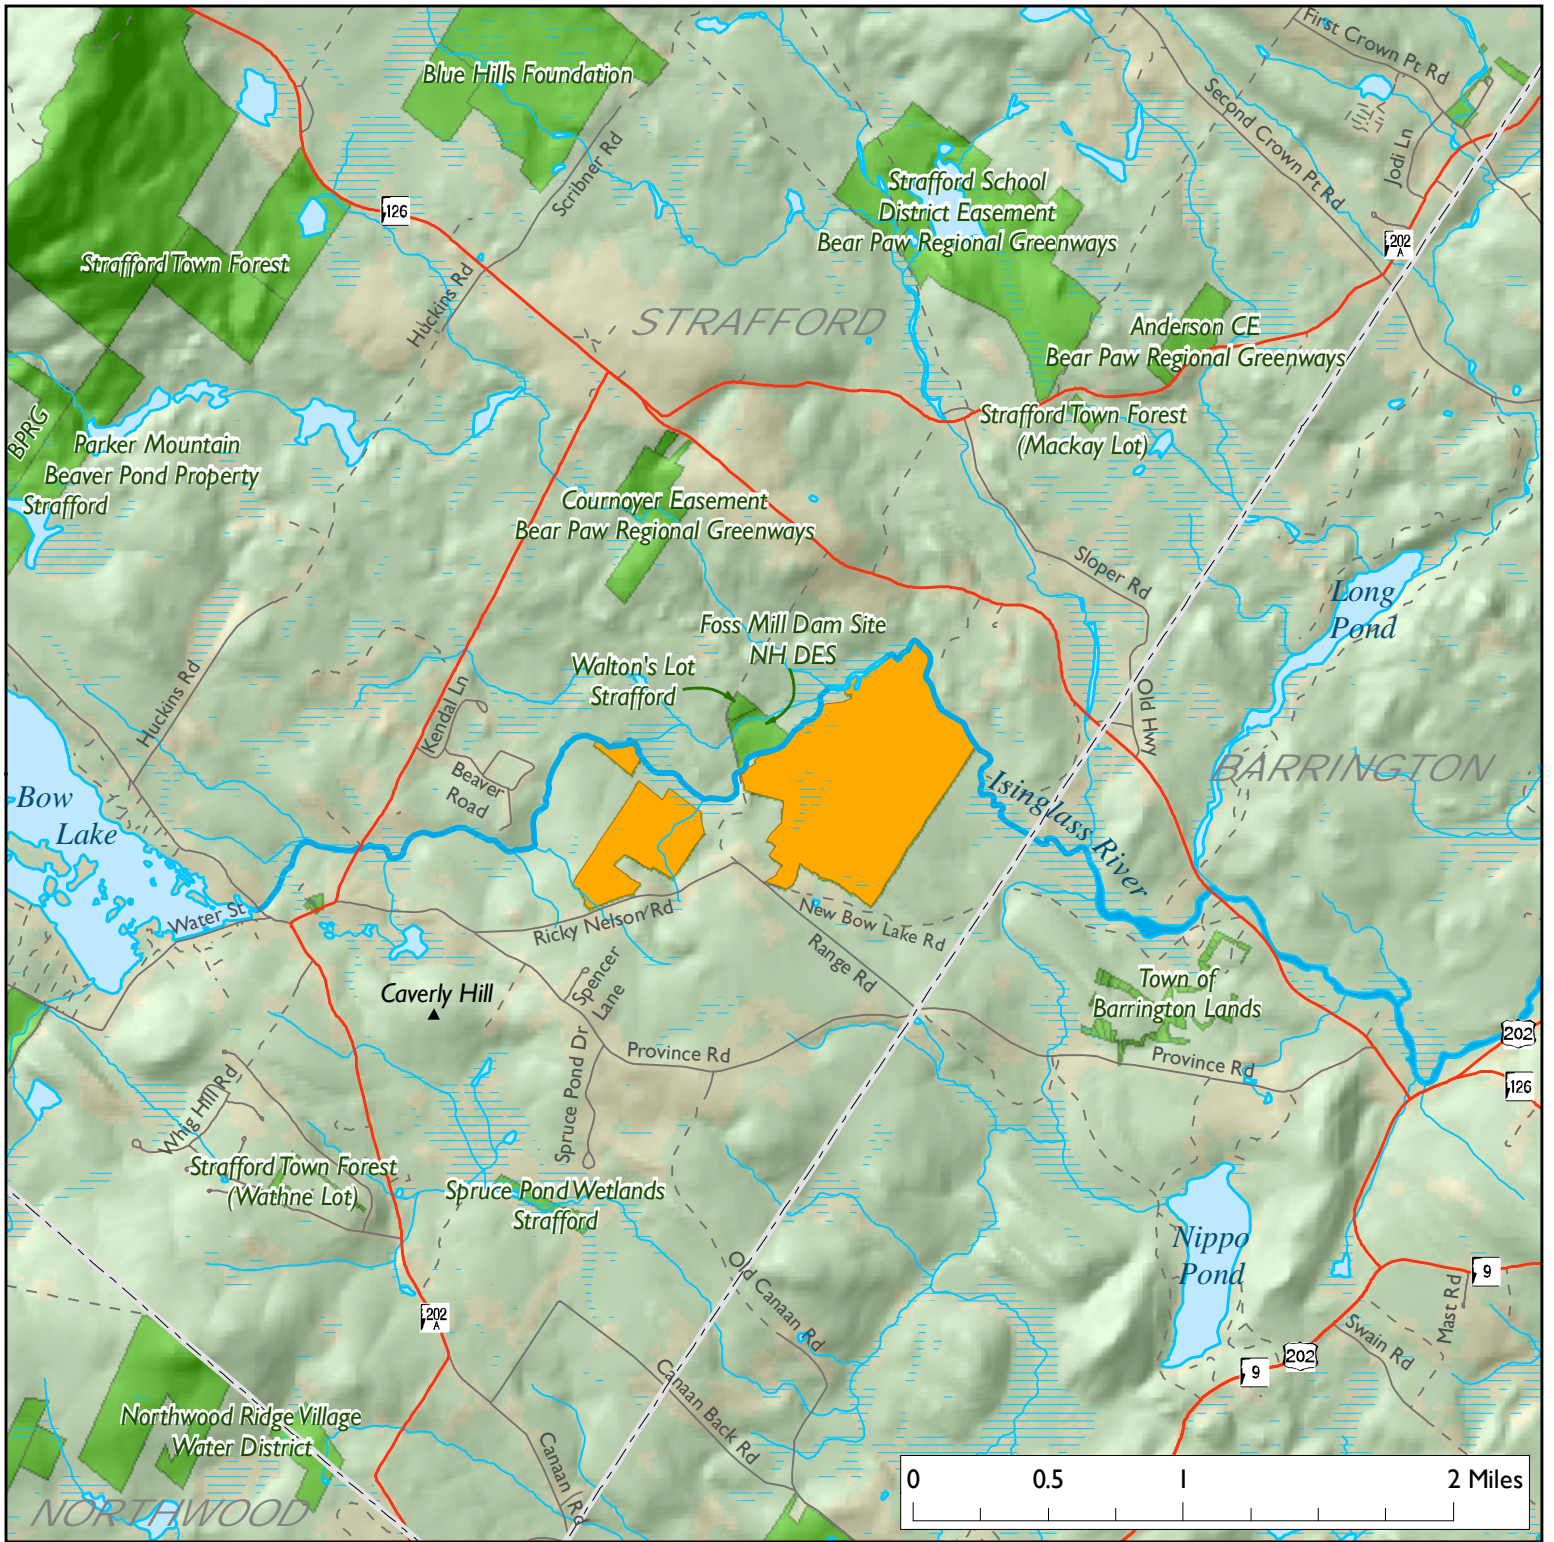 First Crown Pt Rd
Blue Hills Foundation
Second Crown Pt Rd
Scribner Rd
Jodi Ln
Strafford School
District Easement
Bear Paw Regional Greenways
126
202
A
Strafford Town Forest
Huckins Rd
STRAFFORD
Anderson CE
Bear Paw Regional Greenways
Strafford Town Forest
(Mackay Lot)
BPRG
Parker Mountain
Beaver Pond Property
Strafford
Cournoyer Easement
Bear Paw Regional Greenways
Sloper Rd
Long
Pond
Foss Mill Dam Site
NH DES
Walton's Lot
Strafford
Huckins Rd
Kendal Ln
Old Hwy
Beaver
Road
BARRINGTON
Bow
Lake
Isinglass River
Water St
Ricky Nelson Rd
New Bow Lake Rd
Range Rd
Spencer
Lane
Caverly Hill
Town of
Barrington Lands
202
Province Rd
Province Rd
126
Spruce Pond Dr
Whig Hill Rd
Strafford Town Forest
(Wathne Lot)
Spruce Pond Wetlands
Strafford
Nippo
Pond
Old Canaan Rd
9
Mast Rd
202
A
Swain Rd
202
9
Canaan Back Rd
Northwood Ridge Village
Water District
Canaan Rd
NORTHWOOD
0 0.5 1 2 Miles